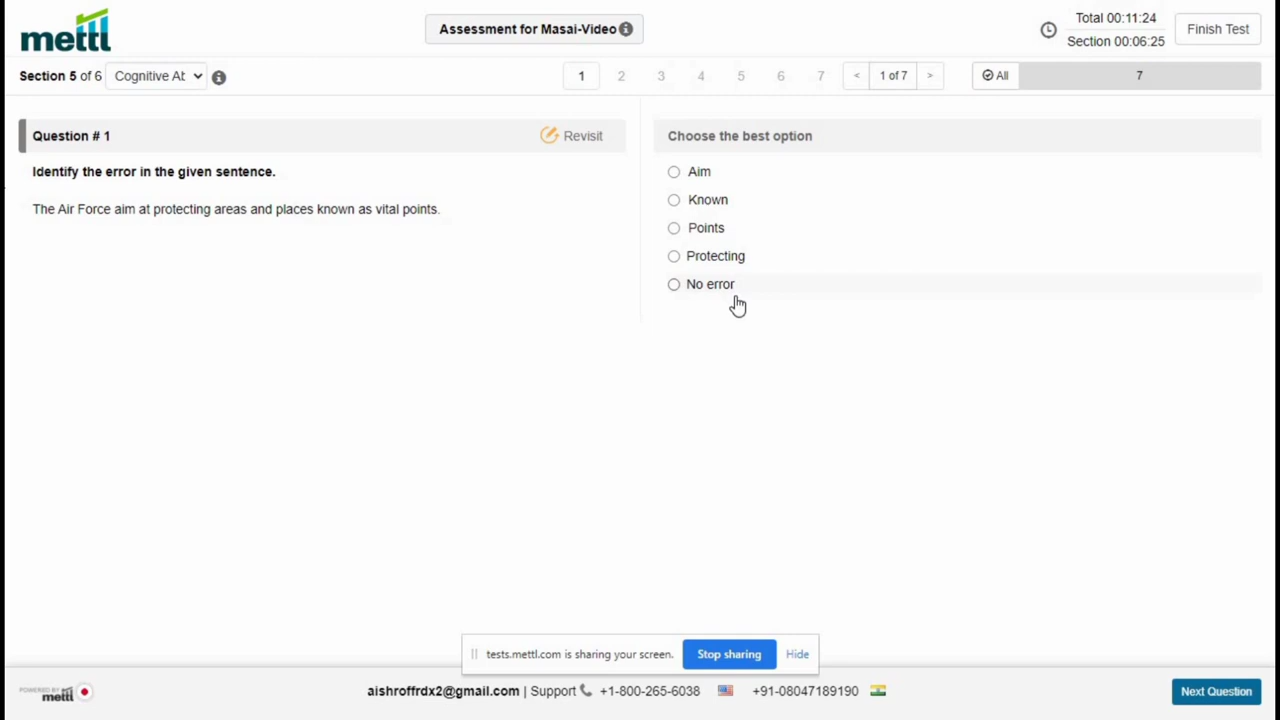 mettl
Assessment for Masai-Video
Total 00:11:24
Section 00:06:25
Finish Test
Section 5 of 6
Cognitive At
1 2 3 4 5 6 7
< 1 of 7 >
All 7
Question # 1
Revisit
Identify the error in the given sentence.
The Air Force aim at protecting areas and places known as vital points.
Choose the best option
Aim
Known
Points
Protecting
No error
tests.mettl.com is sharing your screen. Stop sharing Hide
POWERED BY
mettl
aishroffrdx2@gmail.com | Support +1-800-265-6038 +91-08047189190
Next Question